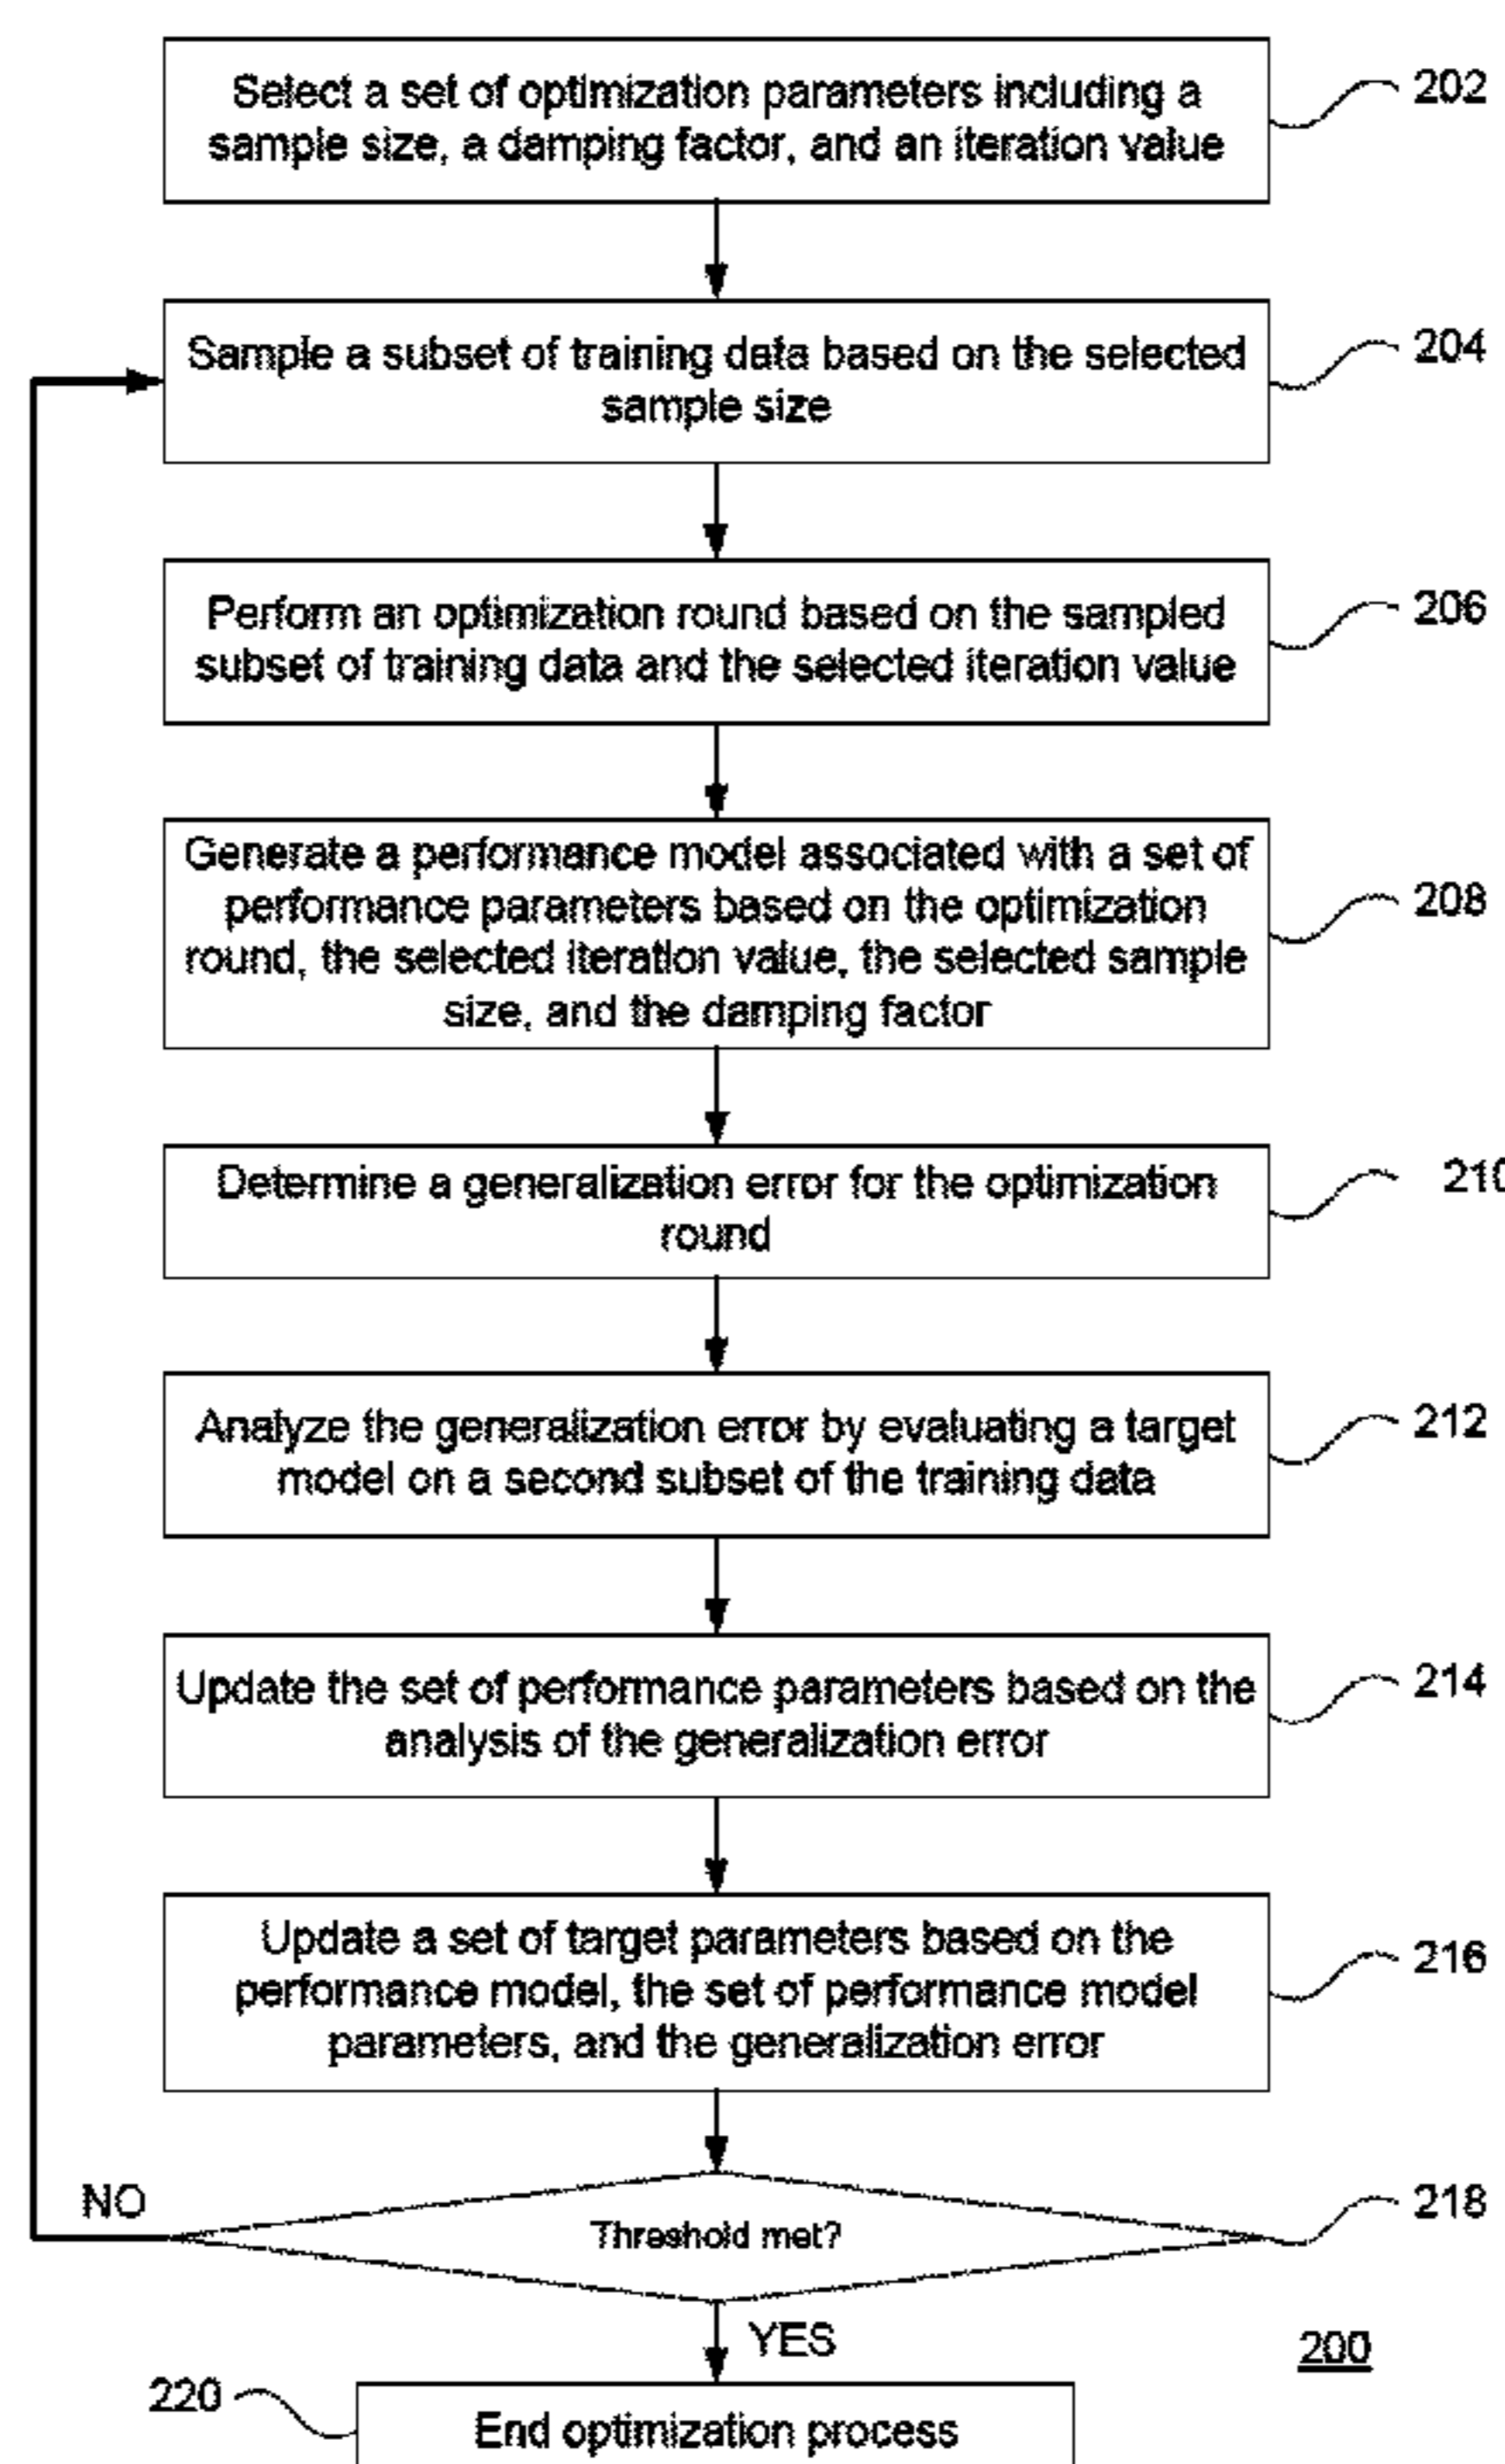 Select a set of optimization parameters including a
sample size, a damping factor, and an iteration value
202
Sample a subset of training data based on the selected
sample size
204
Perform an optimization round based on the sampled
subset of training data and the selected iteration value
206
Generate a performance model associated with a set of
performance parameters based on the optimization
round, the selected iteration value, the selected sample
size, and the damping factor
208
Determine a generalization error for the optimization
round
210
Analyze the generalization error by evaluating a target
model on a second subset of the training data
212
Update the set of performance parameters based on the
analysis of the generalization error
214
Update a set of target parameters based on the
performance model, the set of performance model
parameters, and the generalization error
216
NO
Threshold met?
218
YES
200
220
End optimization process